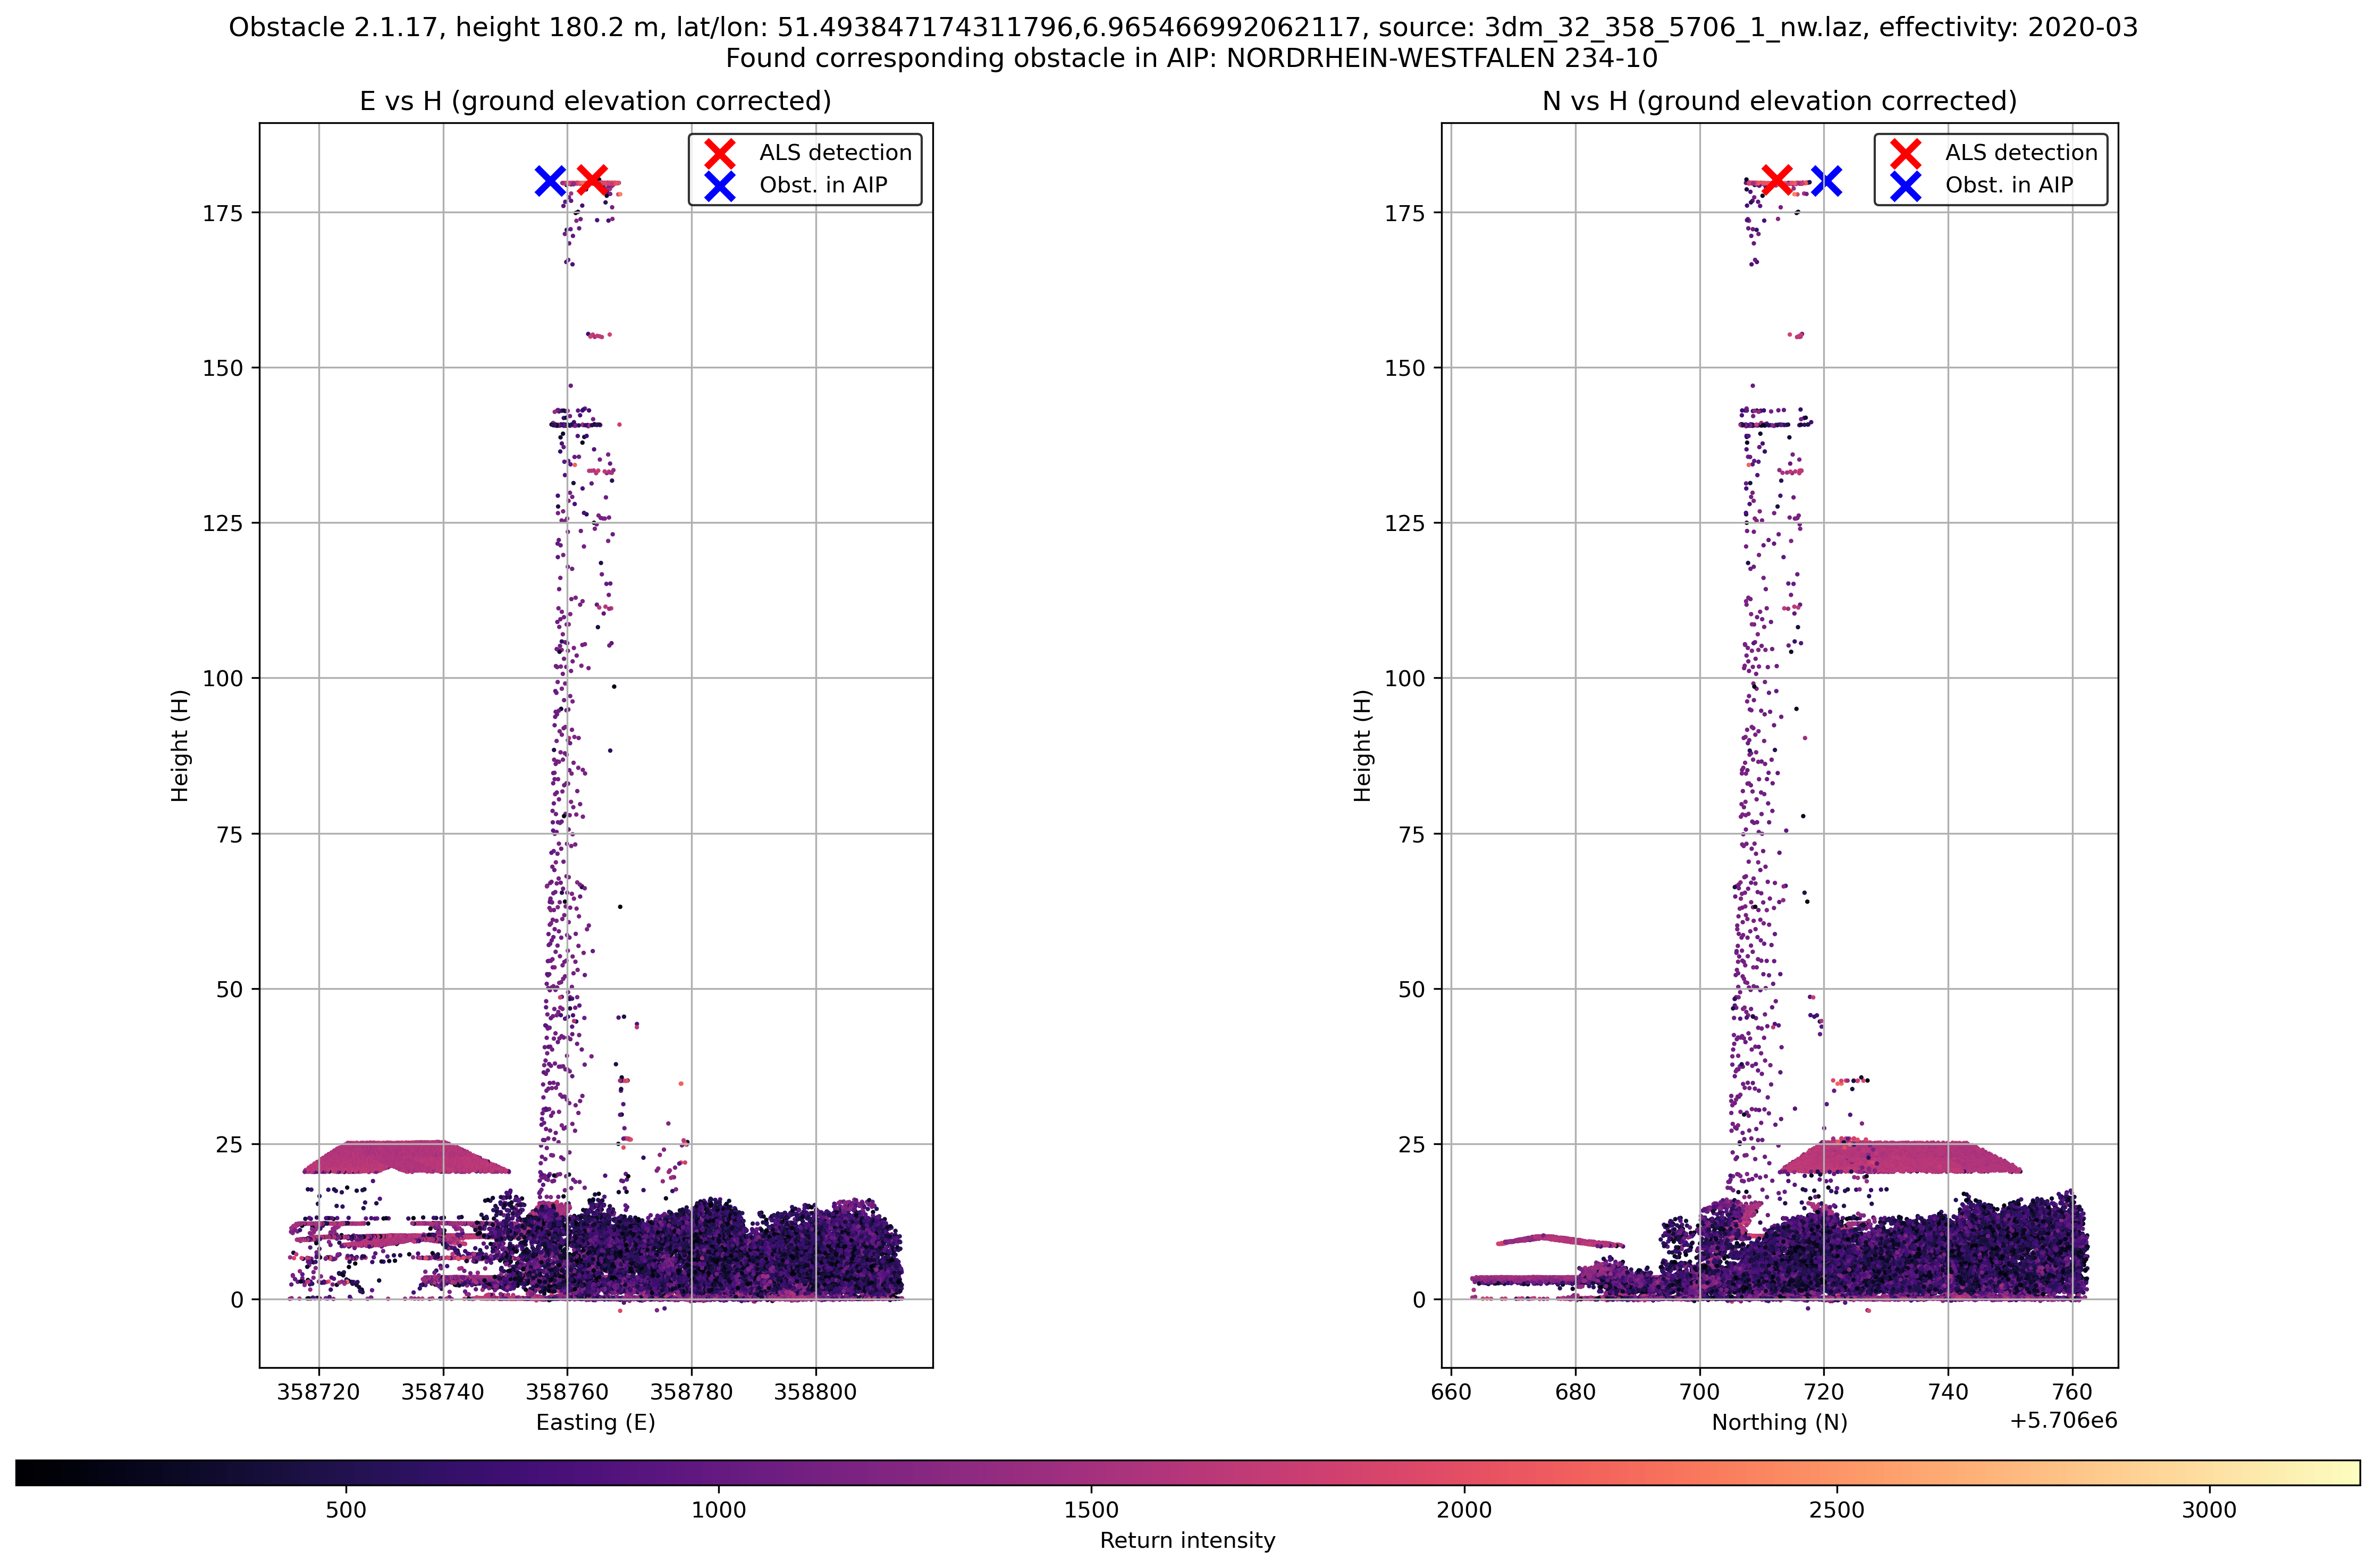 Obstacle 2.1.17, height 180.2 m, lat/lon: 51.493847174311796,6.965466992062117, source: 3dm_32_358_5706_1_nw.laz, effectivity: 2020-03
Found corresponding obstacle in AIP: NORDRHEIN-WESTFALEN 234-10
E vs H (ground elevation corrected)
ALS detection
Obst. in AIP
175
150
125
100
75
50
25
0
Height (H)
358720 358740 358760 358780 358800
Easting (E)
N vs H (ground elevation corrected)
ALS detection
Obst. in AIP
175
150
125
100
75
50
25
0
Height (H)
660 680 700 720 740 760
Northing (N)
+5.706e6
500 1000 1500 2000 2500 3000
Return intensity